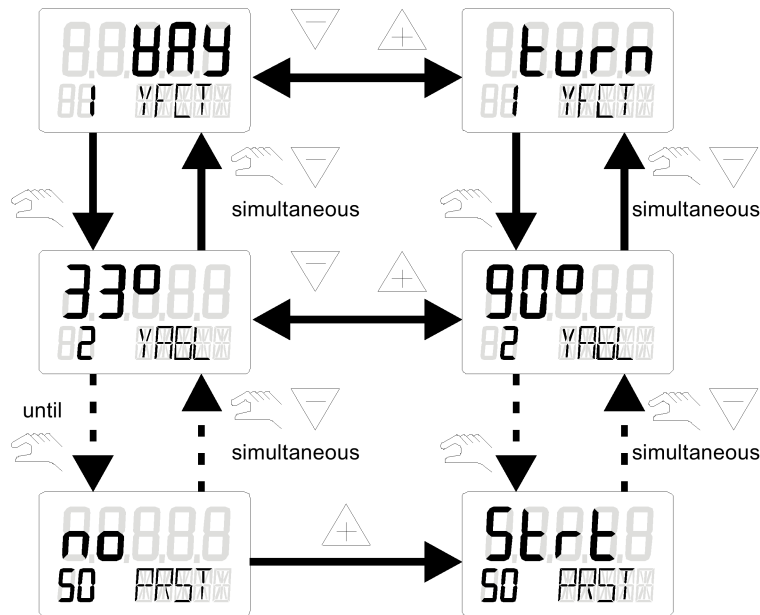 WAY
turn
1 YFCT
1 YFCT
simultaneous
simultaneous
33°
90°
2 YAGL
2 YAGL
until
simultaneous
simultaneous
no
Strt
50 PRST
50 PRST